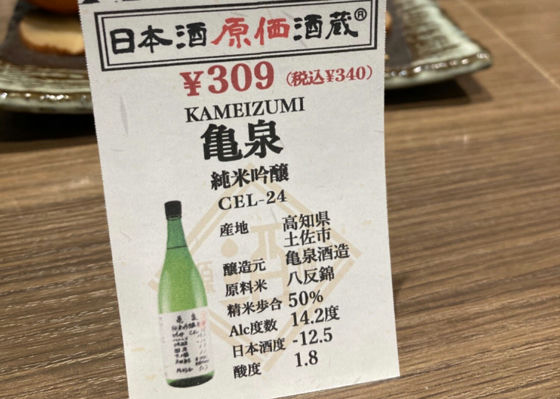 日本酒原価酒蔵®
¥309 (税込¥340)
KAMEIZUMI
亀泉
純米吟醸
CEL-24
産地 高知県
土佐市
醸造元 亀泉酒造
原料米 八反錦
精米歩合 50%
Alc度数 14.2度
日本酒度 -12.5
酸度 1.8